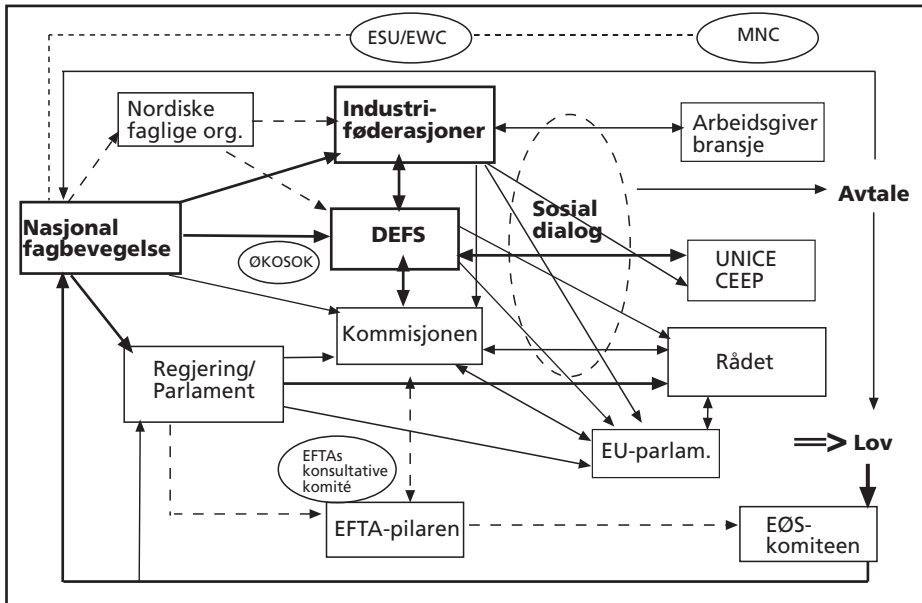 ESU/EWC
MNC
Nordiske
faglige org.
Industri-
føderasjoner
Arbeidsgiver
bransje
Avtale
Nasjonal
fagbevegelse
DEFS
Sosial
dialog
ØKOSOK
UNICE
CEEP
Kommisjonen
Rådet
Regjering/
Parlament
EU-parlam.
==> Lov
EFTAs
konsultative
komité
EFTA-pilaren
EØS-
komiteen